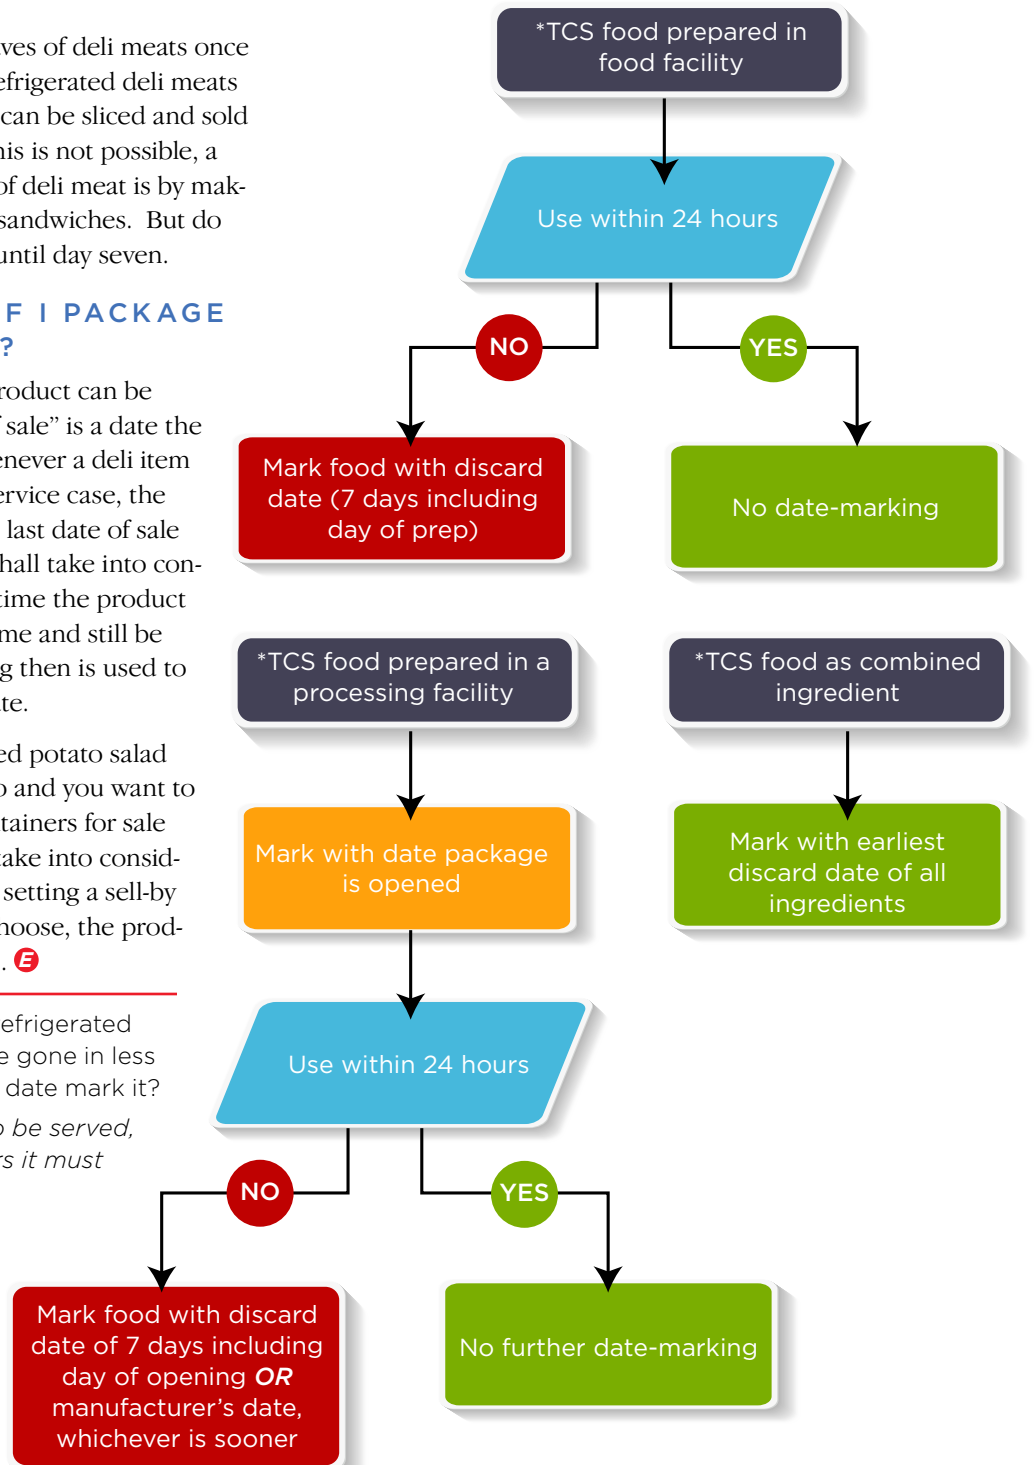 ves of deli meats once
efrigerated deli meats
can be sliced and sold
his is not possible, a
of deli meat is by mak-
sandwiches. But do
until day seven.
F I PACKAGE
?
roduct can be
f sale” is a date the
enever a deli item
ervice case, the
last date of sale
hall take into con-
time the product
me and still be
g then is used to
ate.
ed potato salad
o and you want to
tainers for sale
take into consid-
setting a sell-by
hoose, the prod-
. E
efrigerated
e gone in less
date mark it?
o be served,
rs it must
*TCS food prepared in
food facility
Use within 24 hours
NO
YES
Mark food with discard
date (7 days including
day of prep)
No date-marking
*TCS food prepared in a
processing facility
Mark with date package
is opened
Use within 24 hours
NO
YES
Mark food with discard
date of 7 days including
day of opening OR
manufacturer’s date,
whichever is sooner
No further date-marking
*TCS food as combined
ingredient
Mark with earliest
discard date of all
ingredients